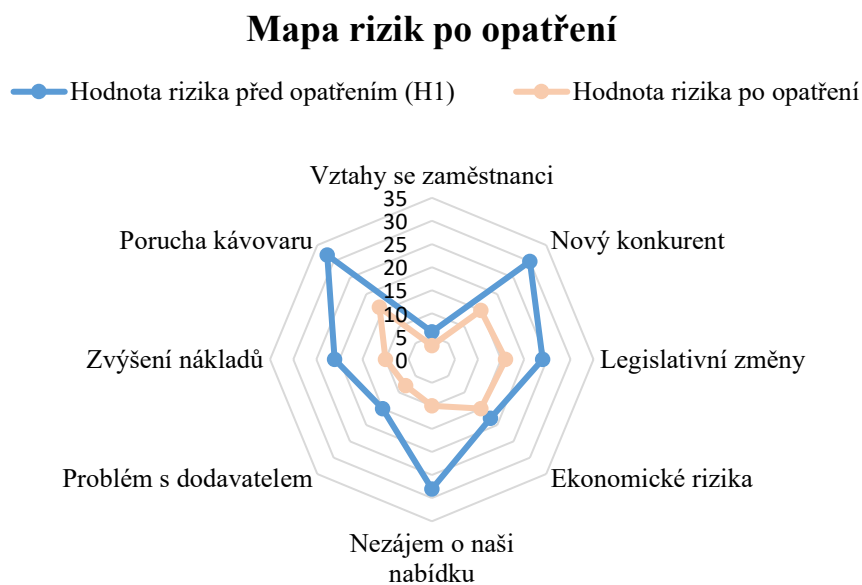 Mapa rizik po opatření
Hodnota rizika před opatřením (H1)
Hodnota rizika po opatření
Vztahy se zaměstnanci
35
30
25
20
15
10
5
0
Nový konkurent
Legislativní změny
Ekonomické rizika
Nezájem o naši
nabídku
Problém s dodavatelem
Zvýšení nákladů
Porucha kávovaru